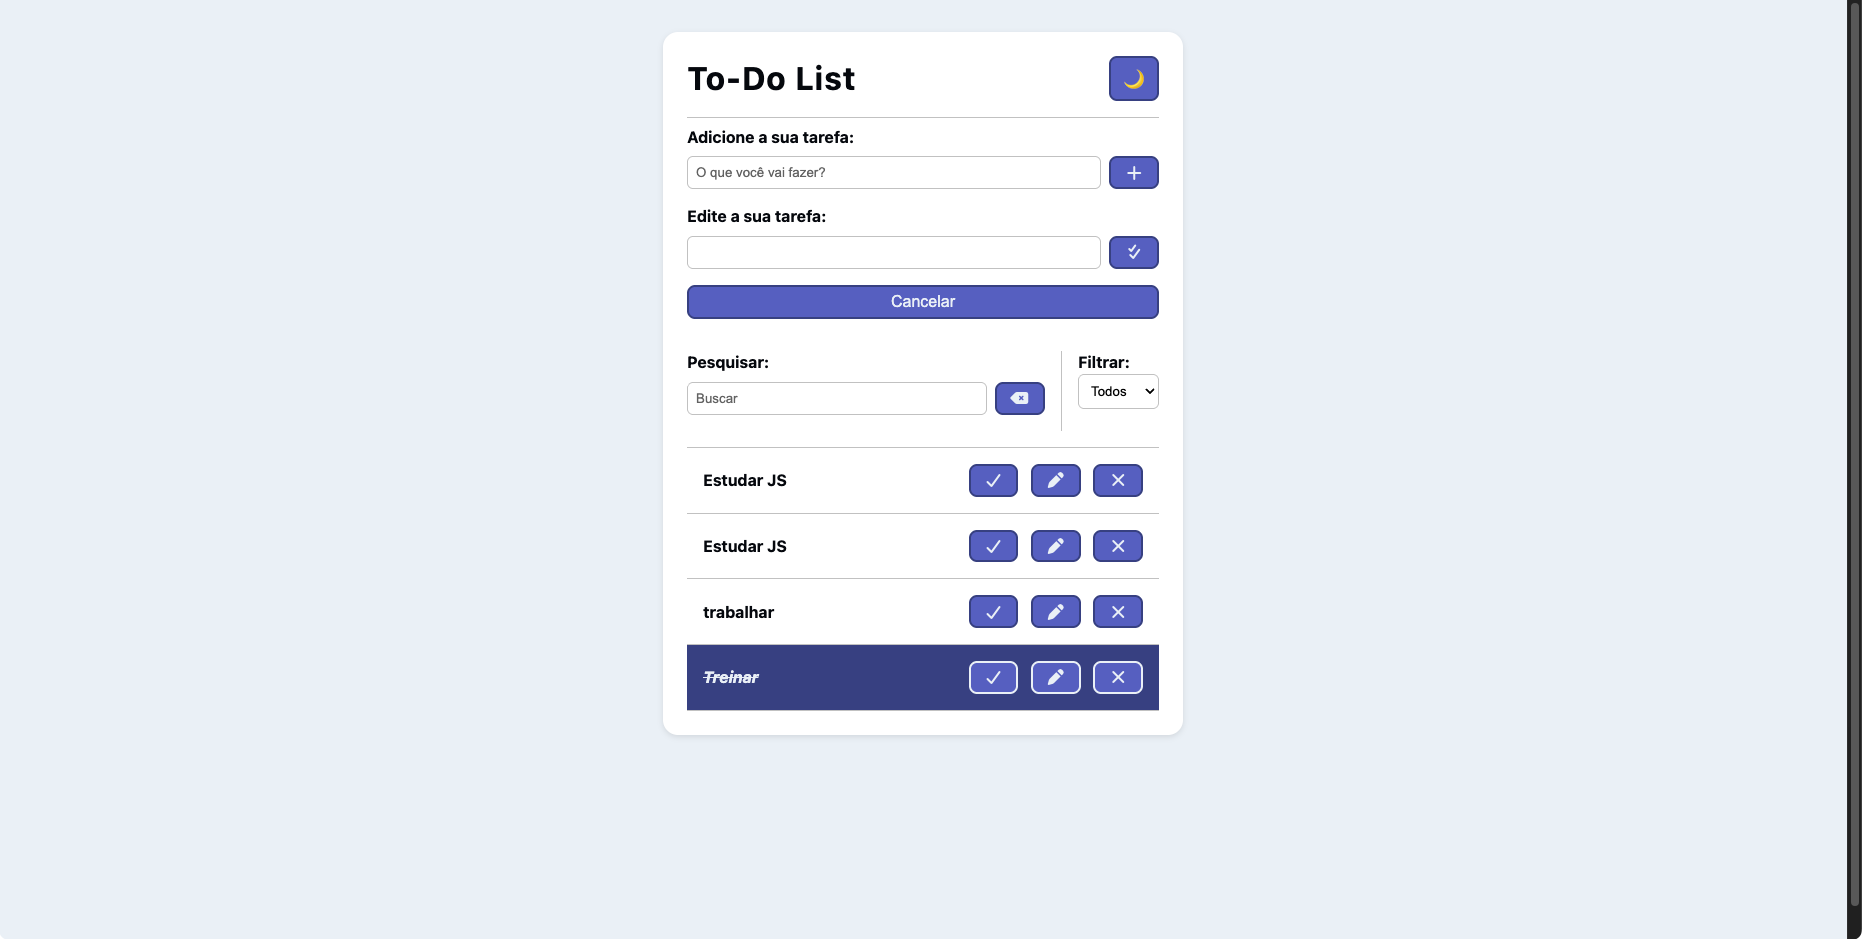 To-Do List
Adicione a sua tarefa:
O que você vai fazer?
Edite a sua tarefa:
Cancelar
Pesquisar:
Filtrar:
Buscar
Todos
Estudar JS
Estudar JS
trabalhar
Treinar